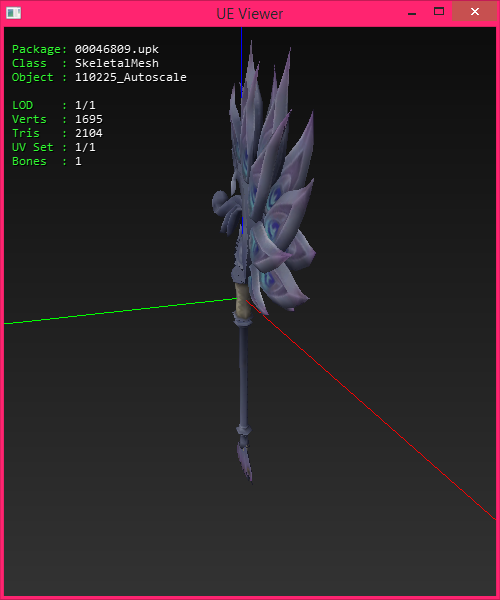 UE Viewer
Package: 00046809.upk
Class  : SkeletalMesh
Object : 110225_Autoscale
LOD    : 1/1
Verts  : 1695
Tris   : 2104
UV Set : 1/1
Bones  : 1